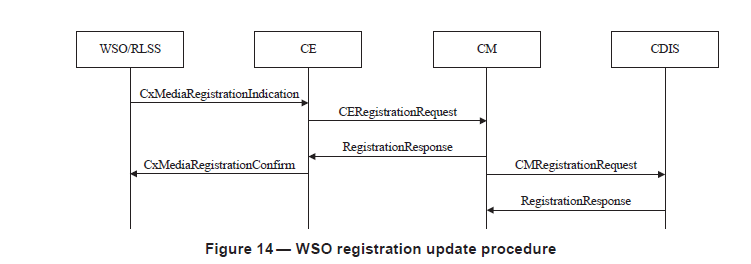 WSO/RLSS
CE
CM
CDIS
CxMediaRegistrationIndication
CERegistrationRequest
RegistrationResponse
CxMediaRegistrationConfirm
CMRegistrationRequest
RegistrationResponse
Figure 14 — WSO registration update procedure